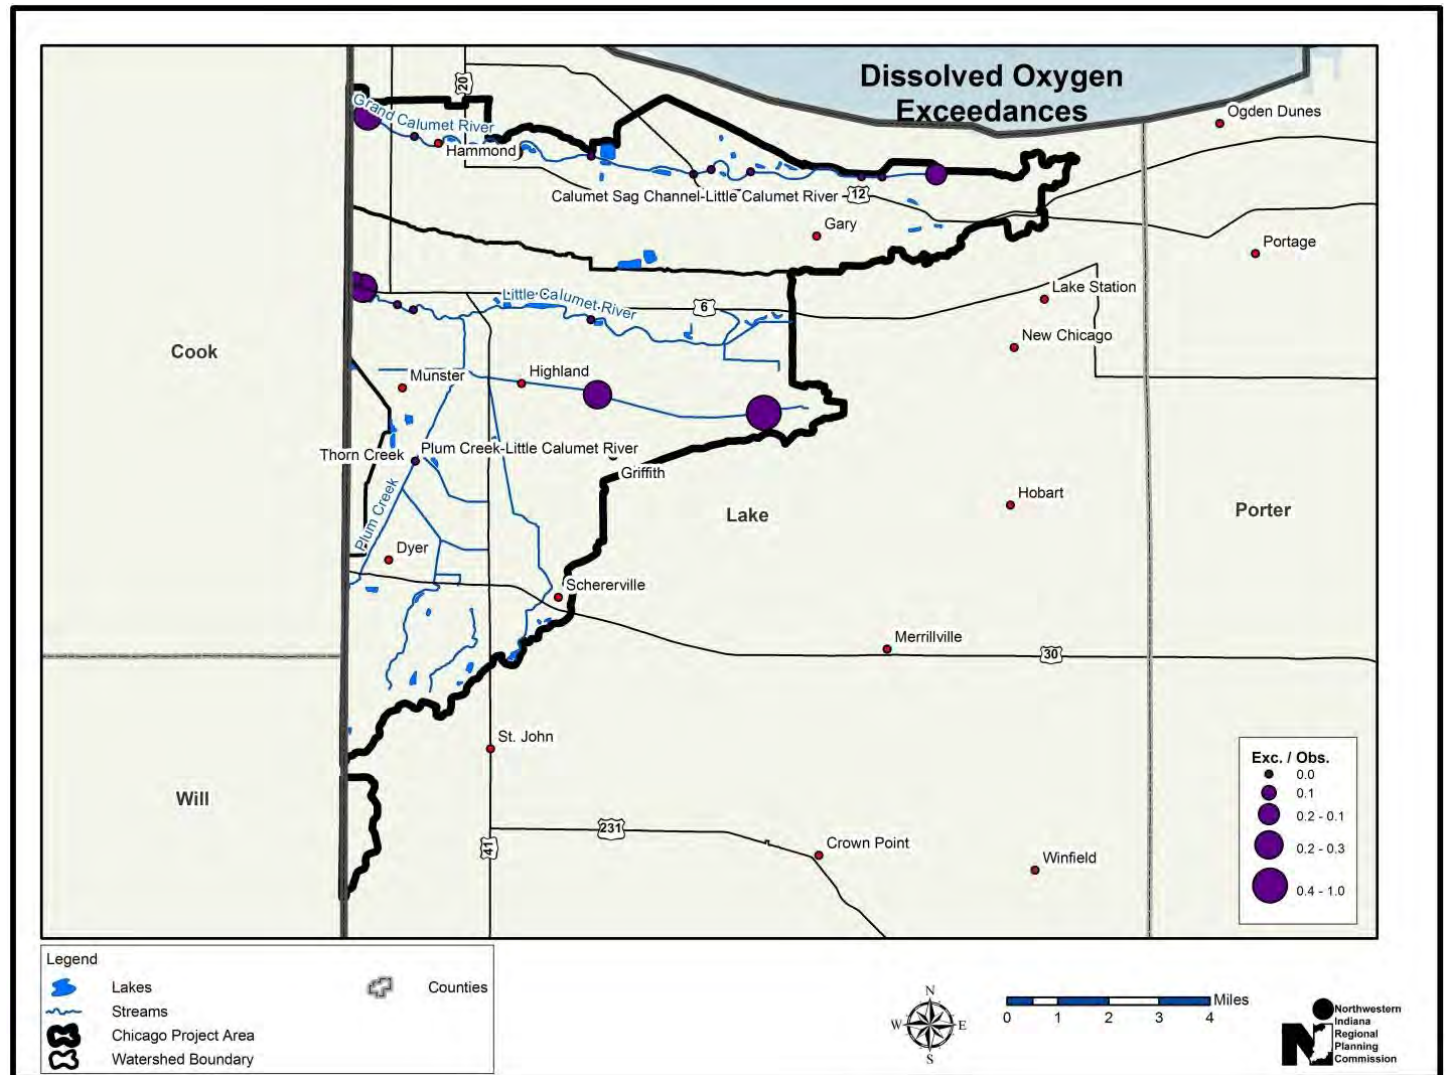 Dissolved Oxygen
Exceedances
Ogden Dunes
20
Grand Calumet River
Hammond
Calumet Sag Channel-Little Calumet River
12
Gary
Portage
Lake Station
Little Calumet River
6
New Chicago
Cook
Munster
Highland
Thorn Creek
Plum Creek-Little Calumet River
Griffith
Plum Creek
Hobart
Lake
Porter
Dyer
Schererville
Merrillville
30
St. John
Will
231
41
Crown Point
Winfield
Exc. / Obs.
0.0
0.1
0.2 - 0.1
0.2 - 0.3
0.4 - 1.0
Legend
Lakes
Counties
Streams
Chicago Project Area
Watershed Boundary
N
W
E
S
Miles
0 1 2 3 4
Northwestern
Indiana
Regional
Planning
Commission